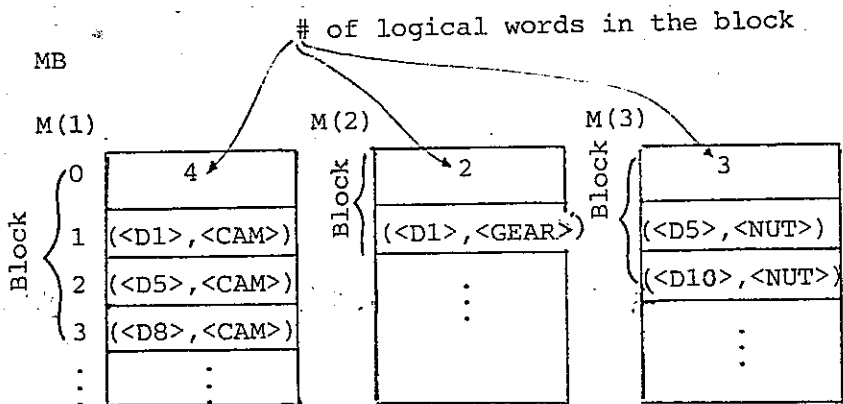 # of logical words in the block
MB
M(1) M(2) M(3)
0 4 2 3
Block Block Block
1 (<D1>,<CAM>) (<D1>,<GEAR>) (<D5>,<NUT>)
2 (<D5>,<CAM>) (<D10>,<NUT>)
3 (<D8>,<CAM>)